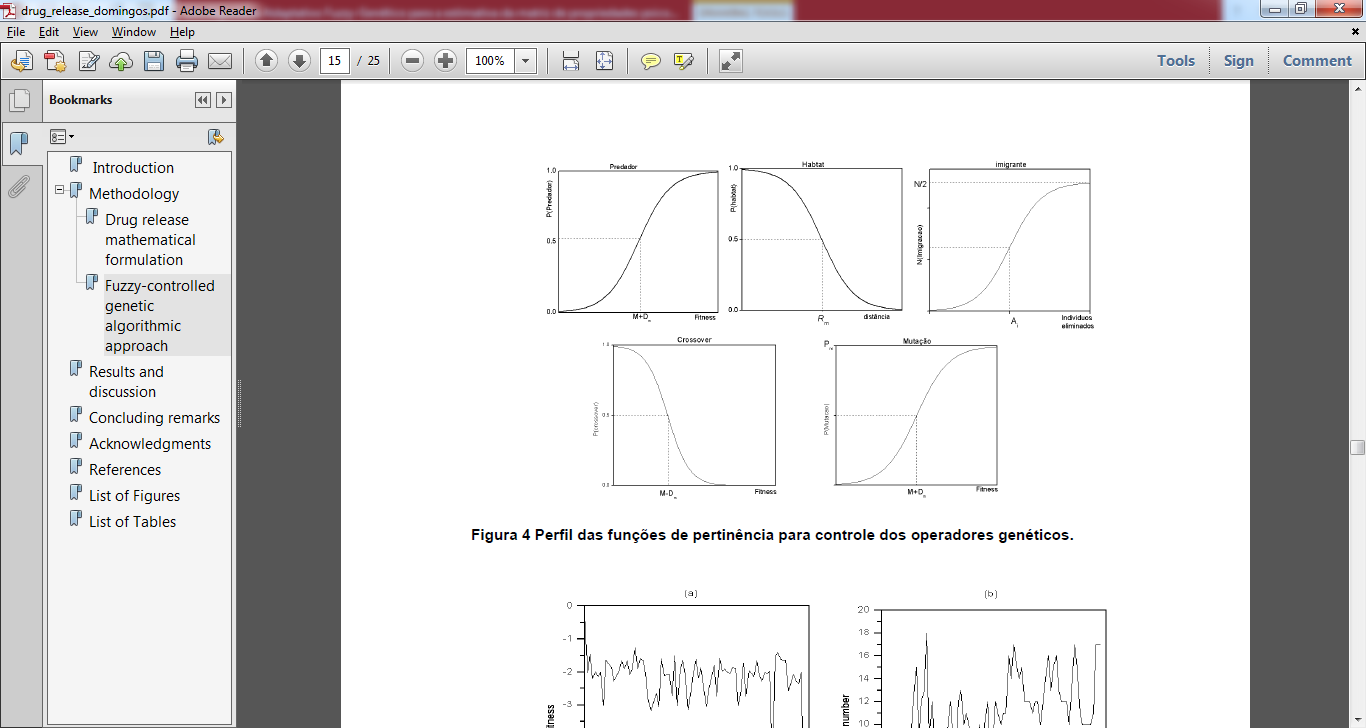 drug_release_domingos.pdf - Adobe Reader
File Edit View Window Help
15 / 25
100%
Tools Sign Comment
Bookmarks
Introduction
Methodology
Drug release
mathematical
formulation
Fuzzy-controlled
genetic
algorithmic
approach
Results and
discussion
Concluding remarks
Acknowledgments
References
List of Figures
List of Tables
Predador
1.0
P(Predador)
0.5
0.0
M+D
Fitness
Habtat
1.0
P(habtat)
0.5
0.0
R m
distância
imigrante
N/2
N(Imigracao)
A i
Individuos
eliminados
Crossover
1.0
P(crossover)
0.5
0.0
M-D
Fitness
Mutação
P m
P(Mutacao)
M+D
Fitness
Figura 4 Perfil das funções de pertinência para controle dos operadores genéticos.
(a)
0
-1
-2
-3
(b)
20
18
16
14
12
10
number